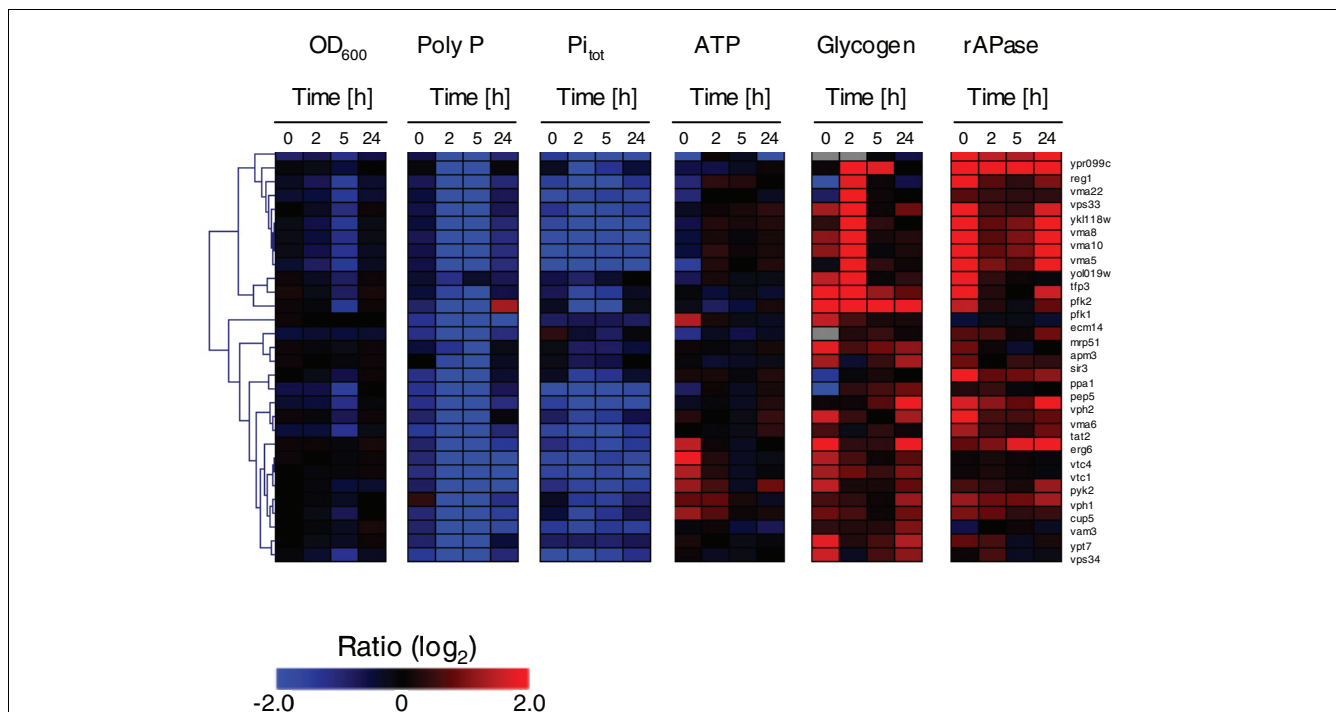 OD600 Poly P Pitot ATP Glycogen rAPase
Time [h] Time [h] Time [h] Time [h] Time [h] Time [h]
0 2 5 24 0 2 5 24 0 2 5 24 0 2 5 24 0 2 5 24 0 2 5 24
ypr099c
reg1
vma22
vps33
ykl118w
vma8
vma10
vma5
yol019w
tfp3
pfk2
pfk1
ecm14
mrp51
apm3
sir3
ppa1
pep5
vph2
vma6
tat2
erg6
vtc4
vtc1
pyk2
vph1
cup5
vam3
ypt7
vps34
Ratio (log2)
-2.0 0 2.0